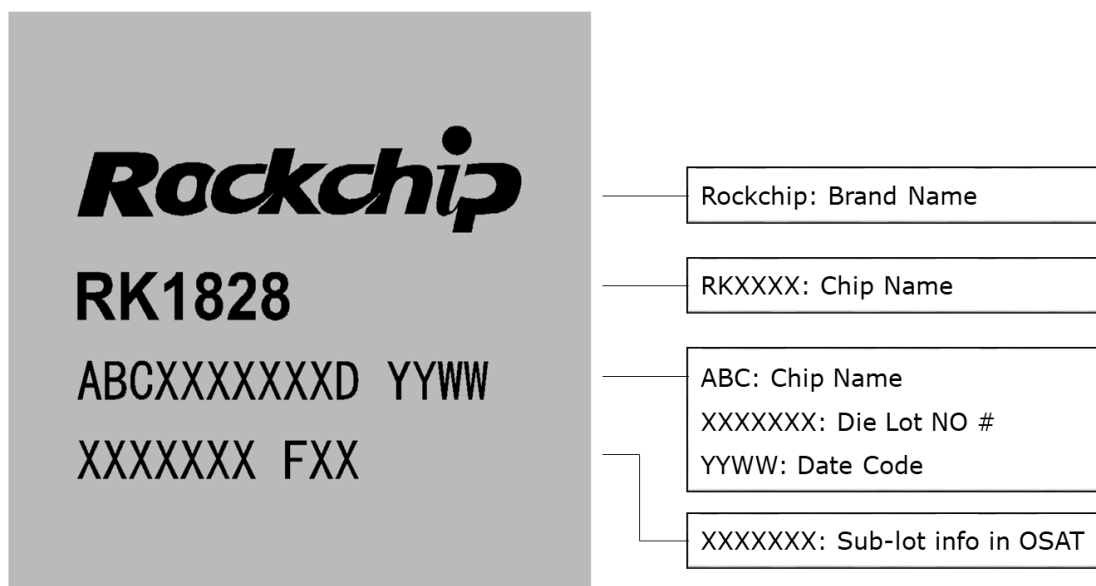 Rockchip
RK1828
ABCXXXXXXXD YYWW
XXXXXXX FXX
Rockchip: Brand Name
RKXXXX: Chip Name
ABC: Chip Name
XXXXXXX: Die Lot NO #
YYWW: Date Code
XXXXXXX: Sub-lot info in OSAT